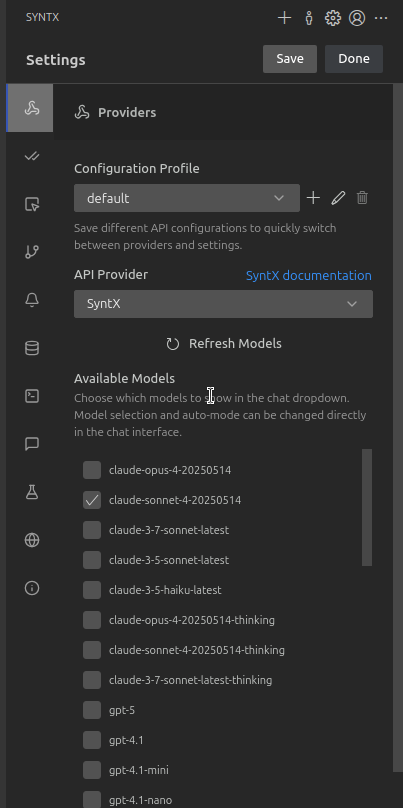 SYNTX
Settings
Save
Done
Providers
Configuration Profile
default
Save different API configurations to quickly switch
between providers and settings.
API Provider
SyntX documentation
SyntX
Refresh Models
Available Models
Choose which models to show in the chat dropdown.
Model selection and auto-mode can be changed directly
in the chat interface.
claude-opus-4-20250514
claude-sonnet-4-20250514
claude-3-7-sonnet-latest
claude-3-5-sonnet-latest
claude-3-5-haiku-latest
claude-opus-4-20250514-thinking
claude-sonnet-4-20250514-thinking
claude-3-7-sonnet-latest-thinking
gpt-5
gpt-4.1
gpt-4.1-mini
gpt-4.1-nano